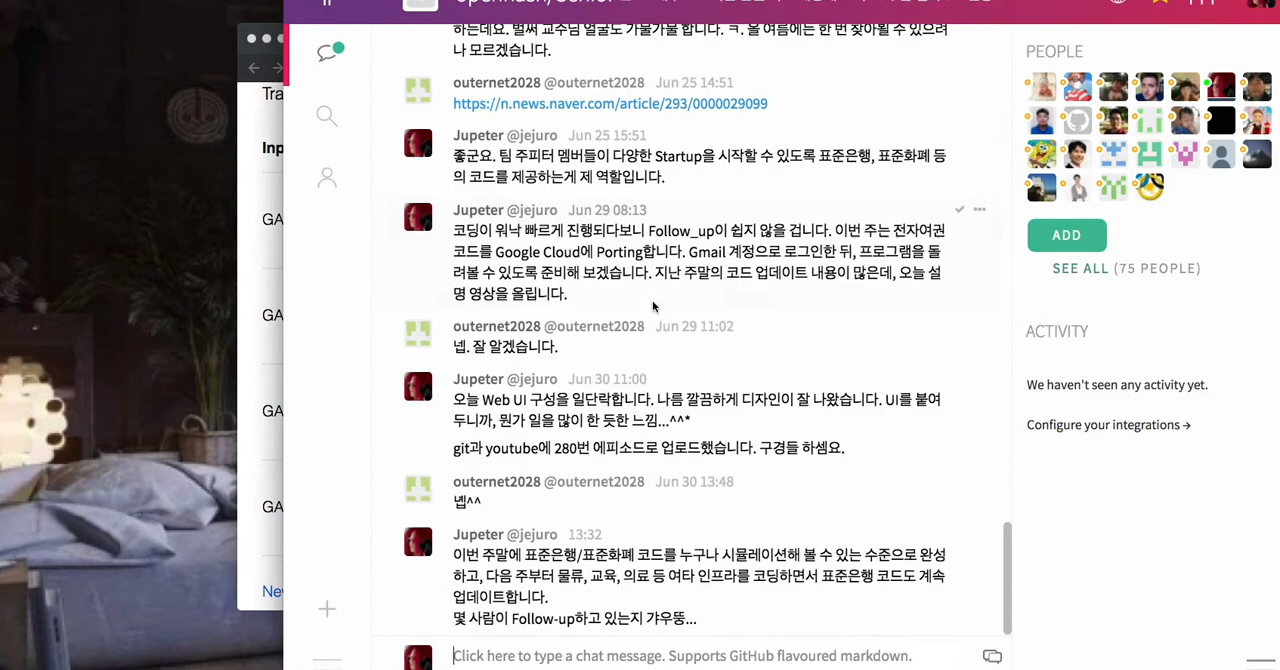 하는데요. 벌써 교수님 얼굴도 가물가물 합니다. ㅋ. 올 여름에는 한 번 찾아뵐 수 있으려
나 모르겠습니다.
outernet2028 @outernet2028 Jun 25 14:51
https://n.news.naver.com/article/293/0000029099
Jupeter @jejuro Jun 25 15:51
좋군요. 팀 주피터 멤버들이 다양한 Startup을 시작할 수 있도록 표준은행, 표준화폐 등
의 코드를 제공하는게 제 역할입니다.
Jupeter @jejuro Jun 29 08:13
코딩이 워낙 빠르게 진행되다보니 Follow_up이 쉽지 않을 겁니다. 이번 주는 전자여권
코드를 Google Cloud에 Porting합니다. Gmail 계정으로 로그인한 뒤, 프로그램을 돌
려볼 수 있도록 준비해 보겠습니다. 지난 주말의 코드 업데이트 내용이 많은데, 오늘 설
명 영상을 올립니다.
outernet2028 @outernet2028 Jun 29 11:02
넵. 잘 알겠습니다.
Jupeter @jejuro Jun 30 11:00
오늘 Web UI 구성을 일단락합니다. 나름 깔끔하게 디자인이 잘 나왔습니다. UI를 붙여
두니까, 뭔가 일을 많이 한 듯한 느낌...^^*
git과 youtube에 280번 에피소드로 업로드했습니다. 구경들 하셈요.
outernet2028 @outernet2028 Jun 30 13:48
녭^^
Jupeter @jejuro 13:32
이번 주말에 표준은행/표준화폐 코드를 누구나 시뮬레이션해 볼 수 있는 수준으로 완성
하고, 다음 주부터 물류, 교육, 의료 등 여타 인프라를 코딩하면서 표준은행 코드도 계속
업데이트합니다.
몇 사람이 Follow-up하고 있는지 갸우뚱...
Click here to type a chat message. Supports GitHub flavoured markdown.
PEOPLE
ADD
SEE ALL (75 PEOPLE)
ACTIVITY
We haven't seen any activity yet.
Configure your integrations →
Tra
Inp
GA
GA
GA
GA
Ne